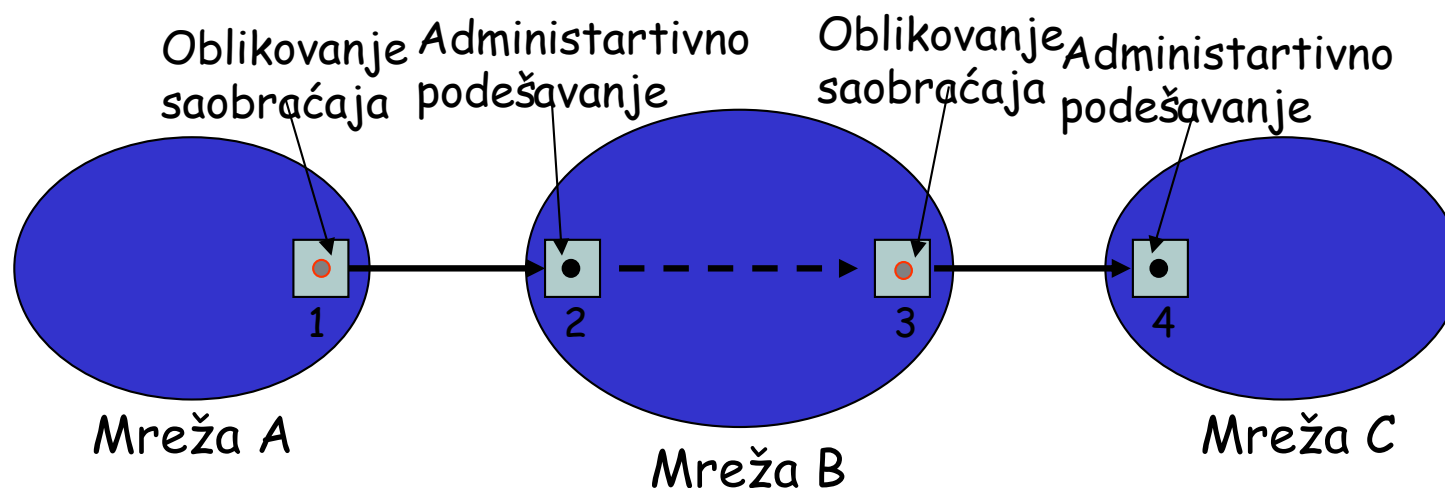 Oblikovanje
saobraćaja
Administartivno
podešavanje
Oblikovanje
saobraćaja
Administartivno
podešavanje
1
2
3
4
Mreža A
Mreža B
Mreža C